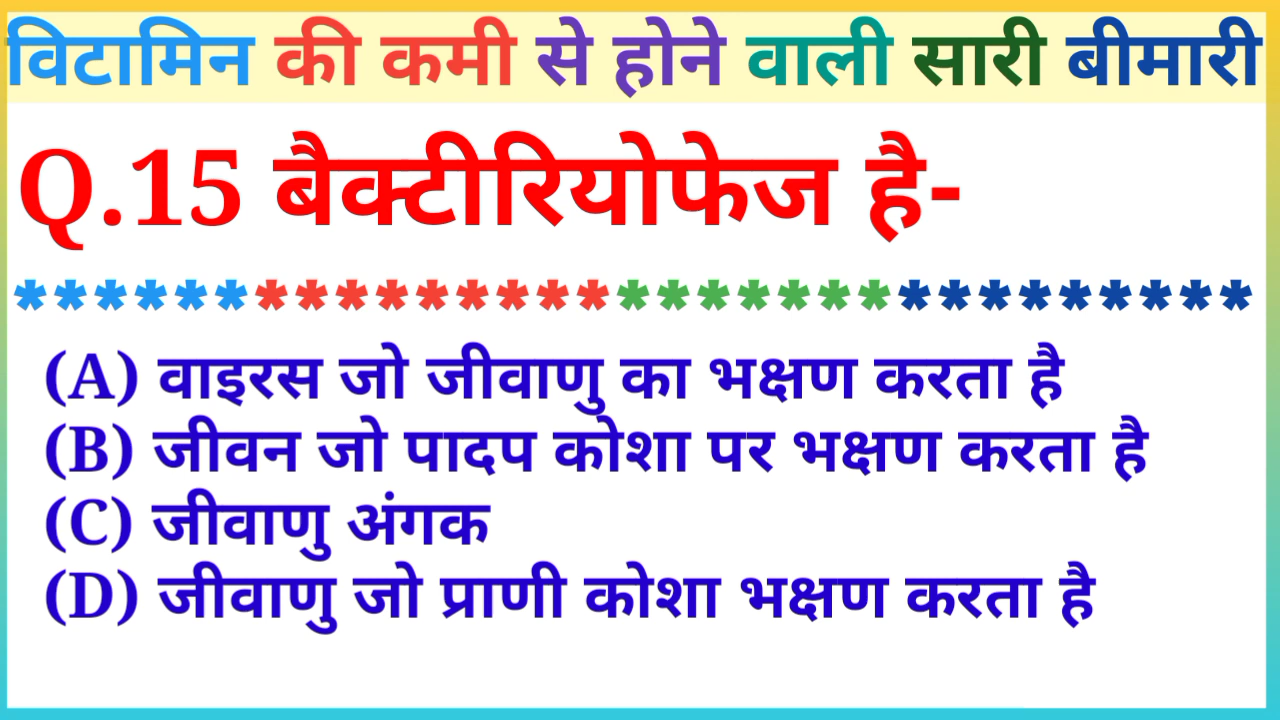 विटामिन की कमी से होने वाली सारी बीमारी
Q.15 बैक्टीरियोफेज है-
*******************************
(A) वाइरस जो जीवाणु का भक्षण करता है
(B) जीवन जो पादप कोशा पर भक्षण करता है
(C) जीवाणु अंगक
(D) जीवाणु जो प्राणी कोशा भक्षण करता है